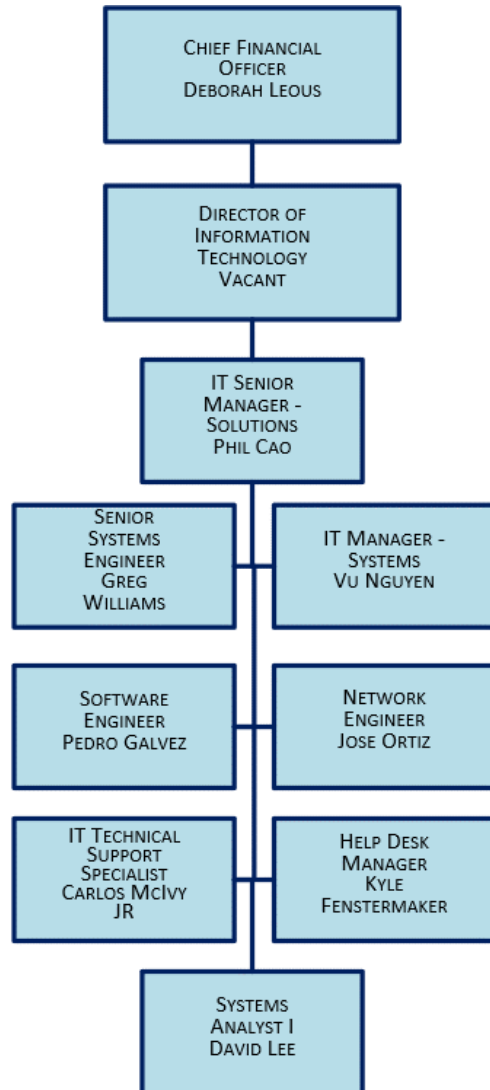 Chief Financial
Officer
Deborah Leous
Director of
Information
Technology
Vacant
IT Senior
Manager -
Solutions
Phil Cao
Senior
Systems
Engineer
Greg
Williams
IT Manager -
Systems
Vu Nguyen
Software
Engineer
Pedro Galvez
Network
Engineer
Jose Ortiz
IT Technical
Support
Specialist
Carlos McIvy
JR
Help Desk
Manager
Kyle
Fenstermaker
Systems
Analyst I
David Lee